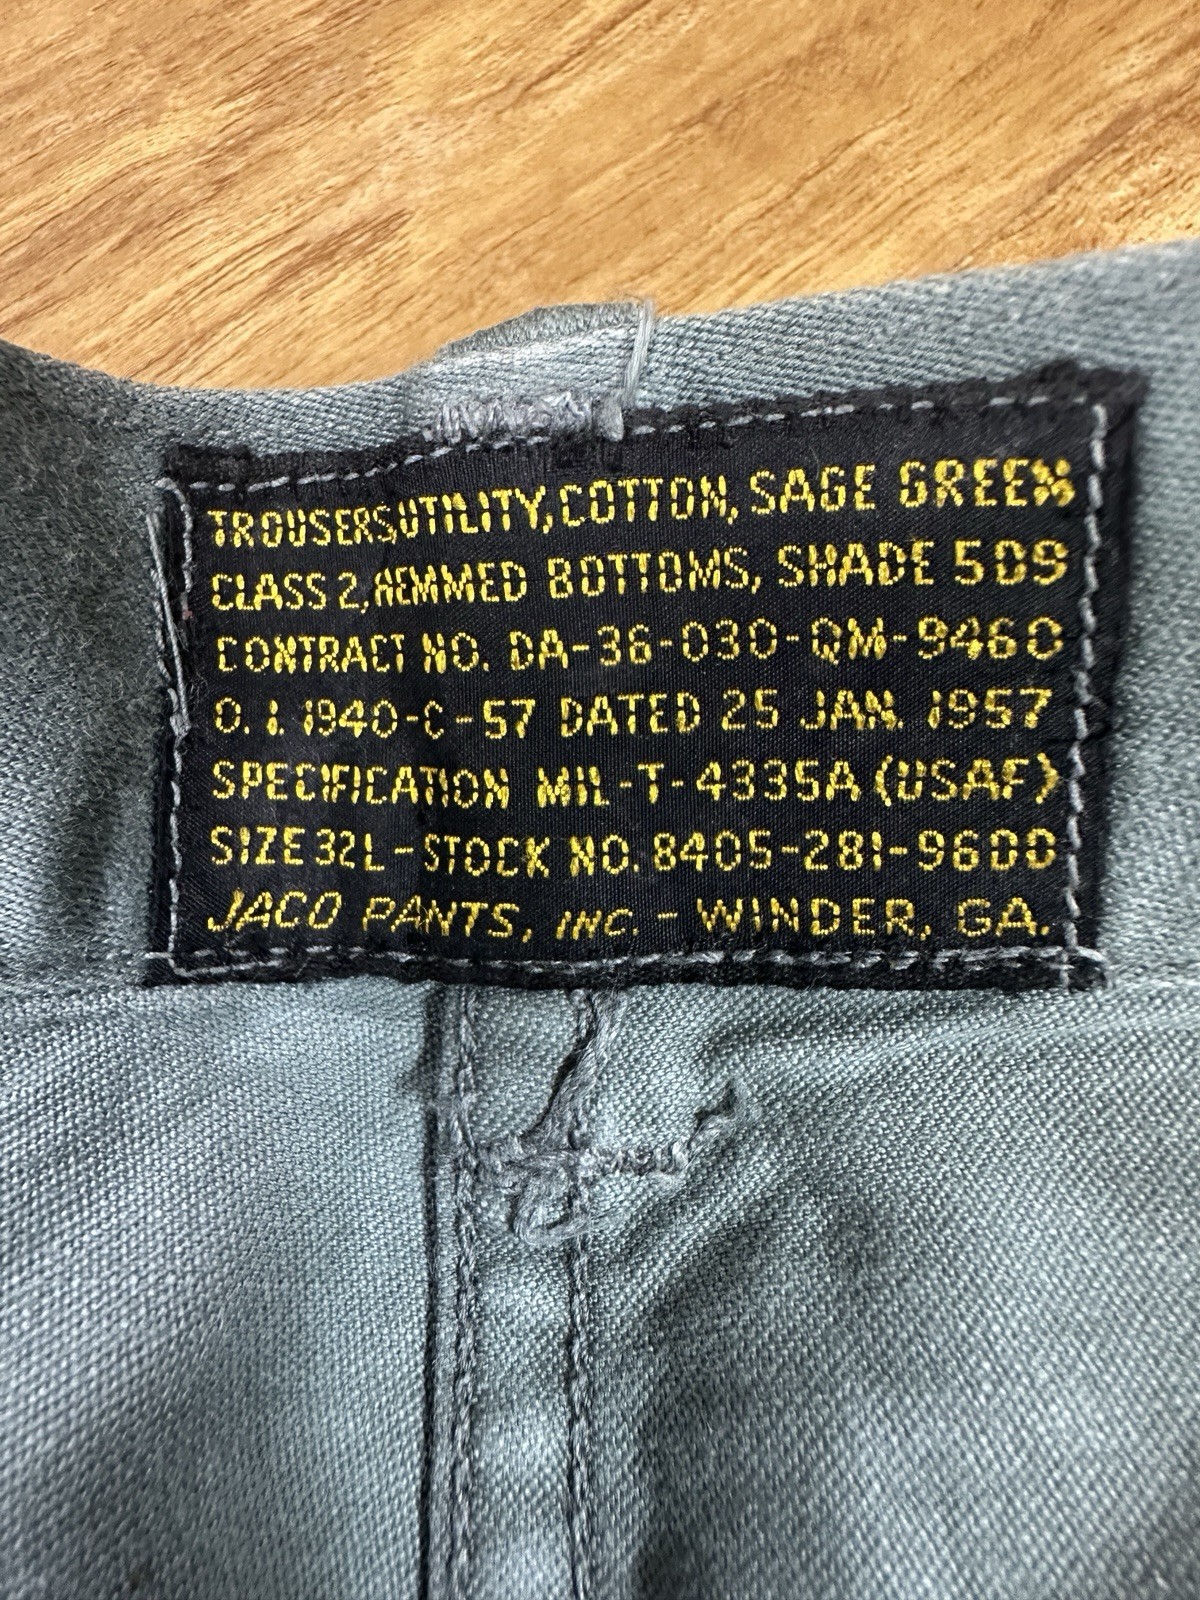 TROUSERS, UTILITY, COTTON, SAGE GREEN
CLASS 2, HEMMED BOTTOMS, SHADE 509
CONTRACT NO. DA-36-030-QM-9460
O. I. 1940-C-57 DATED 25 JAN. 1957
SPECIFICATION MIL-T-4335A (USAF)
SIZE 32L - STOCK NO. 8405-281-9600
JACO PANTS, INC. - WINDER, GA.